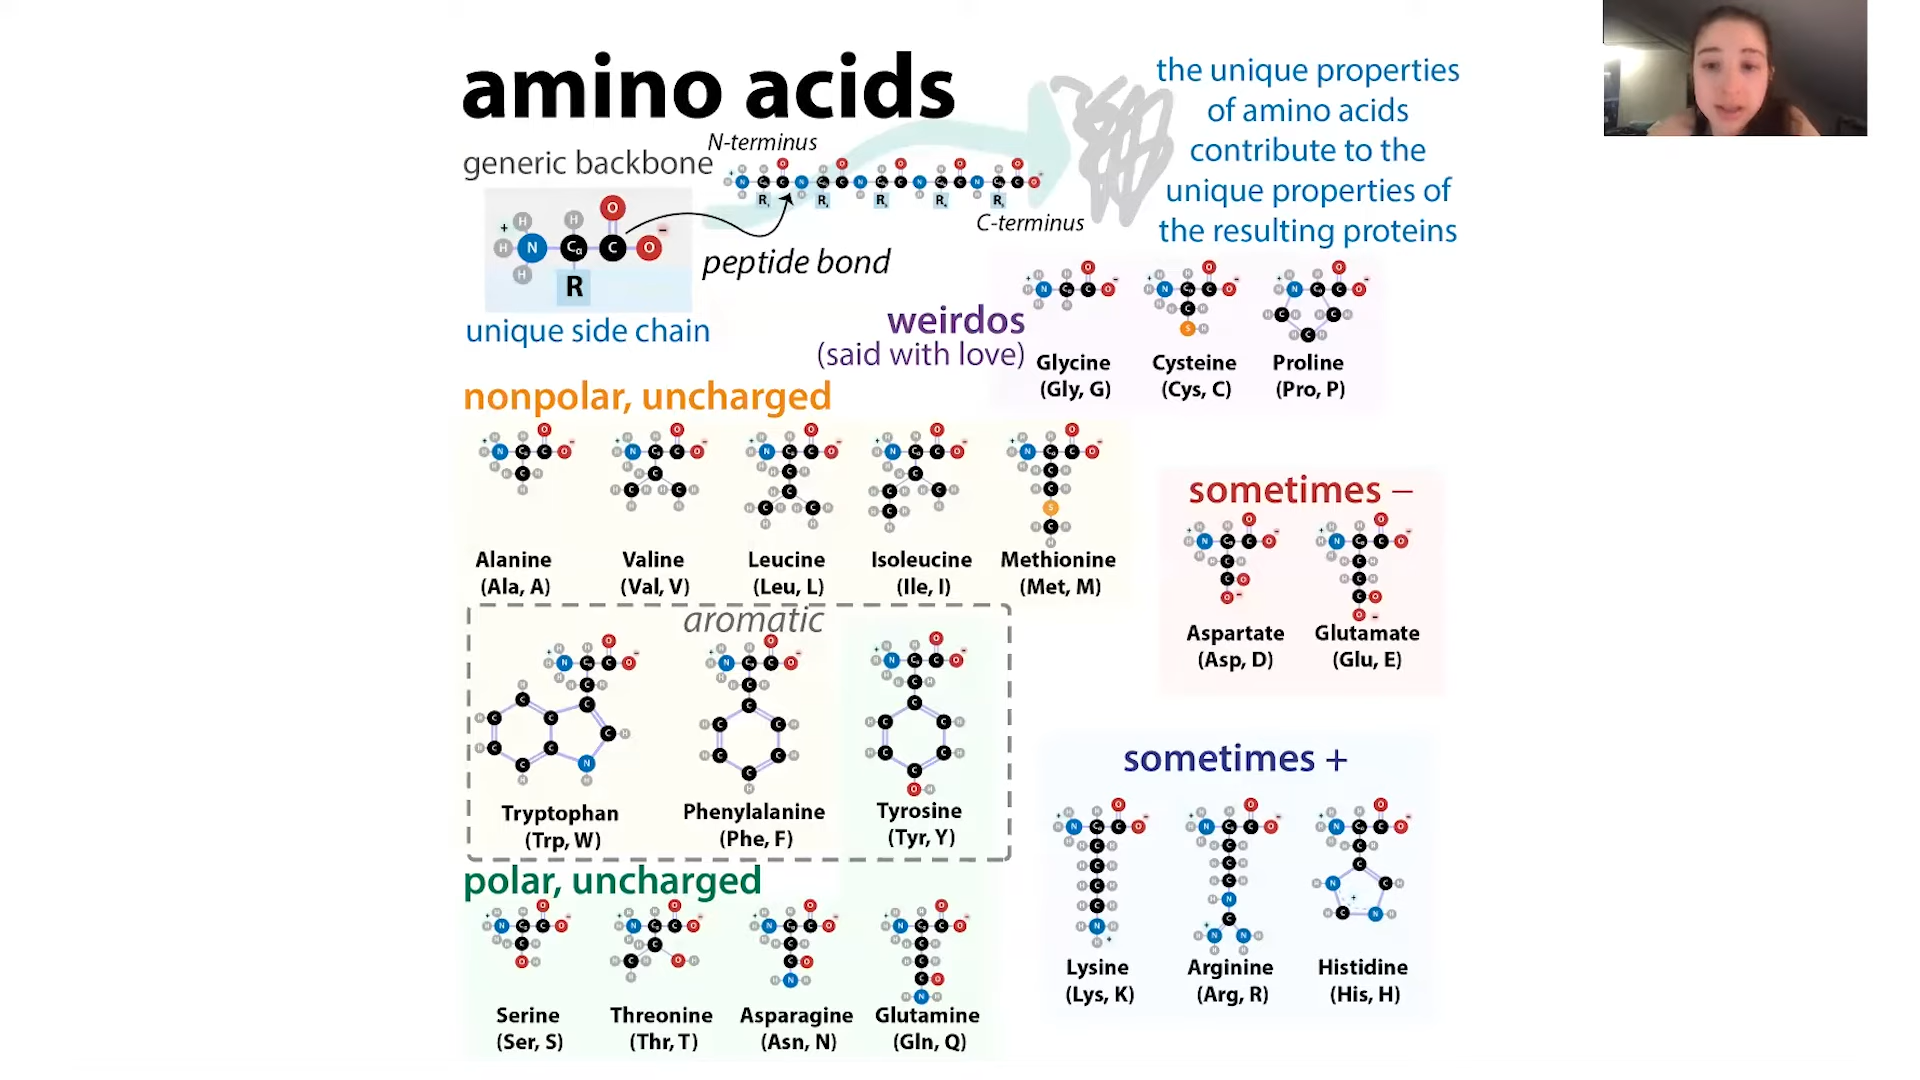 amino acids
the unique properties
of amino acids
contribute to the
unique properties of
the resulting proteins
N-terminus
generic backbone
C-terminus
peptide bond
R
unique side chain
weirdos
(said with love)
Glycine
(Gly, G)
Cysteine
(Cys, C)
Proline
(Pro, P)
nonpolar, uncharged
Alanine
(Ala, A)
Valine
(Val, V)
Leucine
(Leu, L)
Isoleucine
(Ile, I)
Methionine
(Met, M)
sometimes –
Aspartate
(Asp, D)
Glutamate
(Glu, E)
aromatic
Tryptophan
(Trp, W)
Phenylalanine
(Phe, F)
Tyrosine
(Tyr, Y)
sometimes +
Lysine
(Lys, K)
Arginine
(Arg, R)
Histidine
(His, H)
polar, uncharged
Serine
(Ser, S)
Threonine
(Thr, T)
Asparagine
(Asn, N)
Glutamine
(Gln, Q)